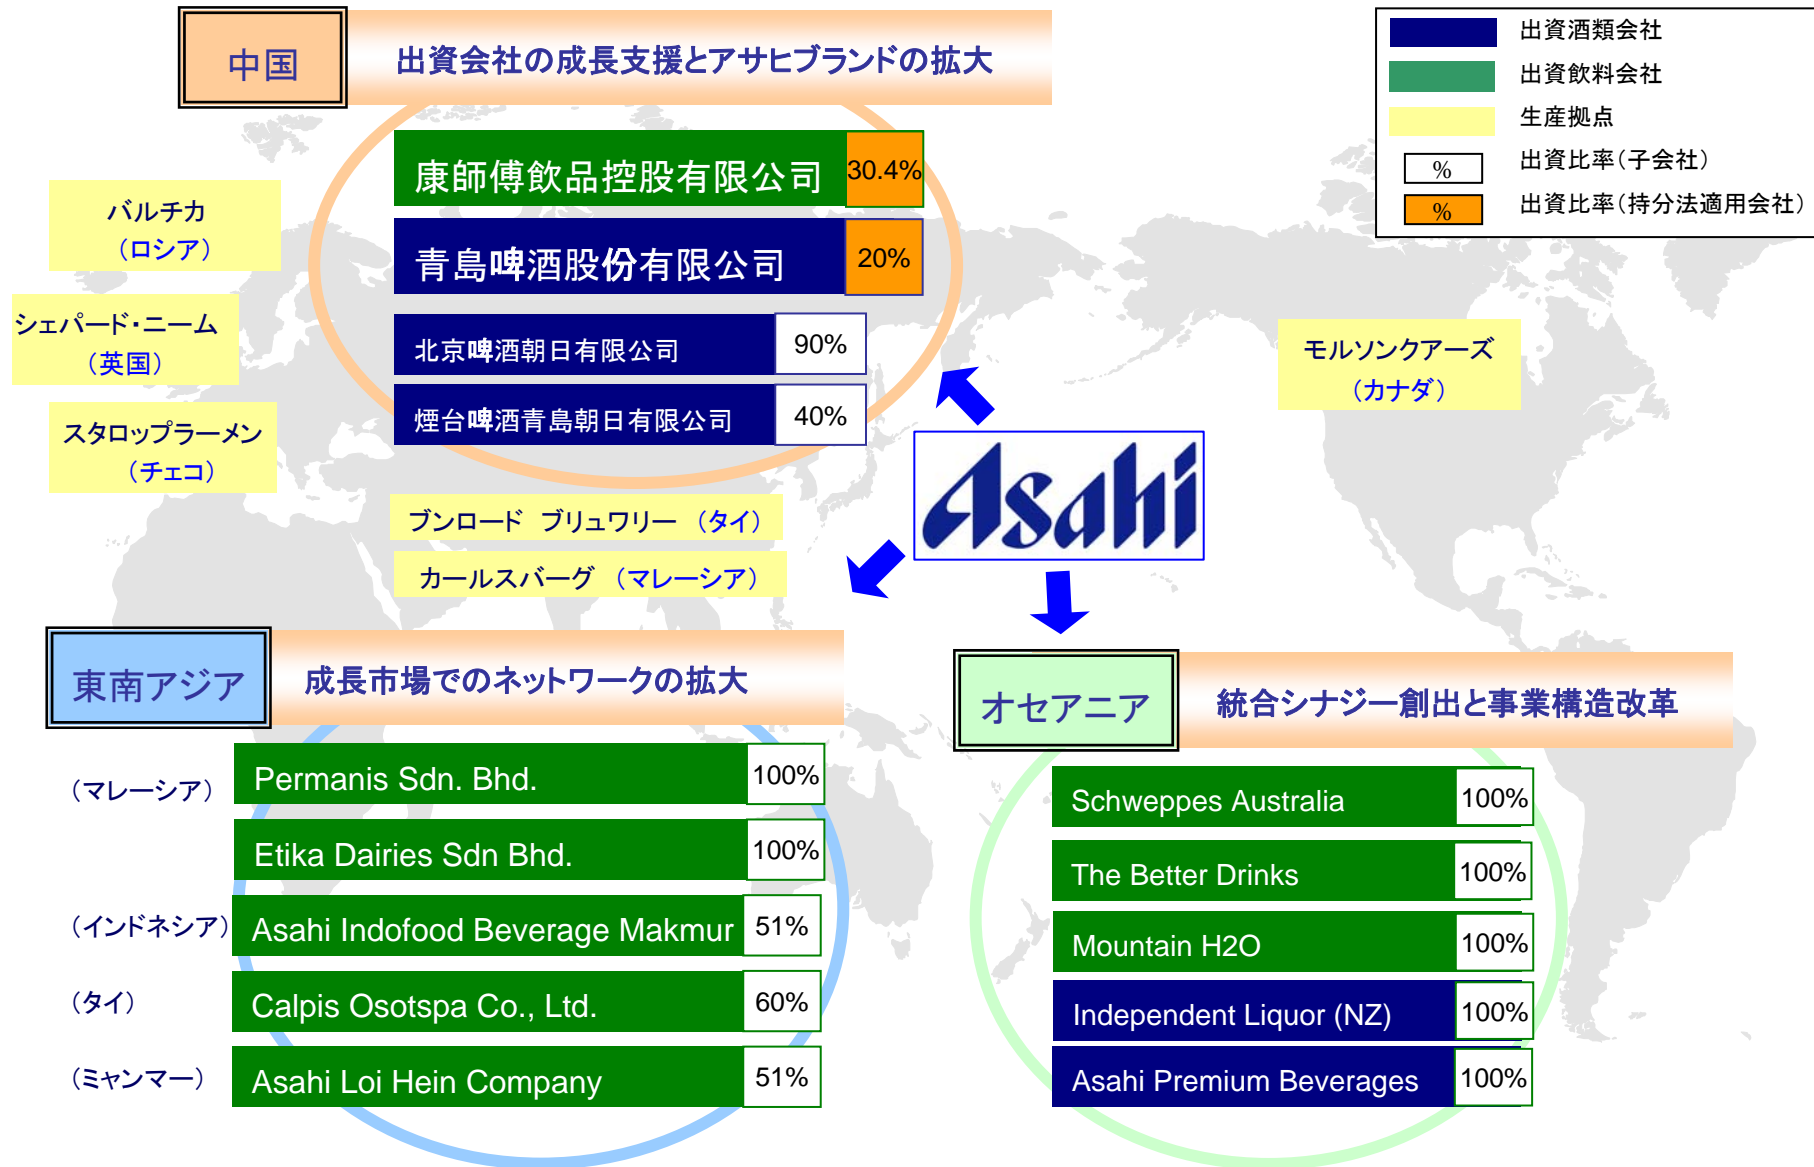 中国
出資会社の成長支援とアサヒブランドの拡大
出資酒類会社
出資飲料会社
生産拠点
% 出資比率(子会社)
% 出資比率(持分法適用会社)
康師傅飲品控股有限公司 30.4%
青島啤酒股份有限公司 20%
北京啤酒朝日有限公司 90%
煙台啤酒青島朝日有限公司 40%
バルチカ
(ロシア)
シェパード・ニーム
(英国)
スタロップラーメン
(チェコ)
モルソンクアーズ
(カナダ)
Asahi
ブンロード ブリュワリー (タイ)
カールスバーグ (マレーシア)
東南アジア
成長市場でのネットワークの拡大
(マレーシア) Permanis Sdn. Bhd. 100%
Etika Dairies Sdn Bhd. 100%
(インドネシア) Asahi Indofood Beverage Makmur 51%
(タイ) Calpis Osotspa Co., Ltd. 60%
(ミャンマー) Asahi Loi Hein Company 51%
オセアニア
統合シナジー創出と事業構造改革
Schweppes Australia 100%
The Better Drinks 100%
Mountain H2O 100%
Independent Liquor (NZ) 100%
Asahi Premium Beverages 100%